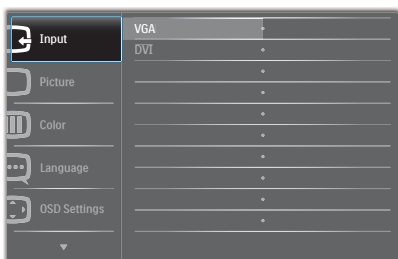 Input
VGA
DVI
Picture
Color
Language
OSD Settings